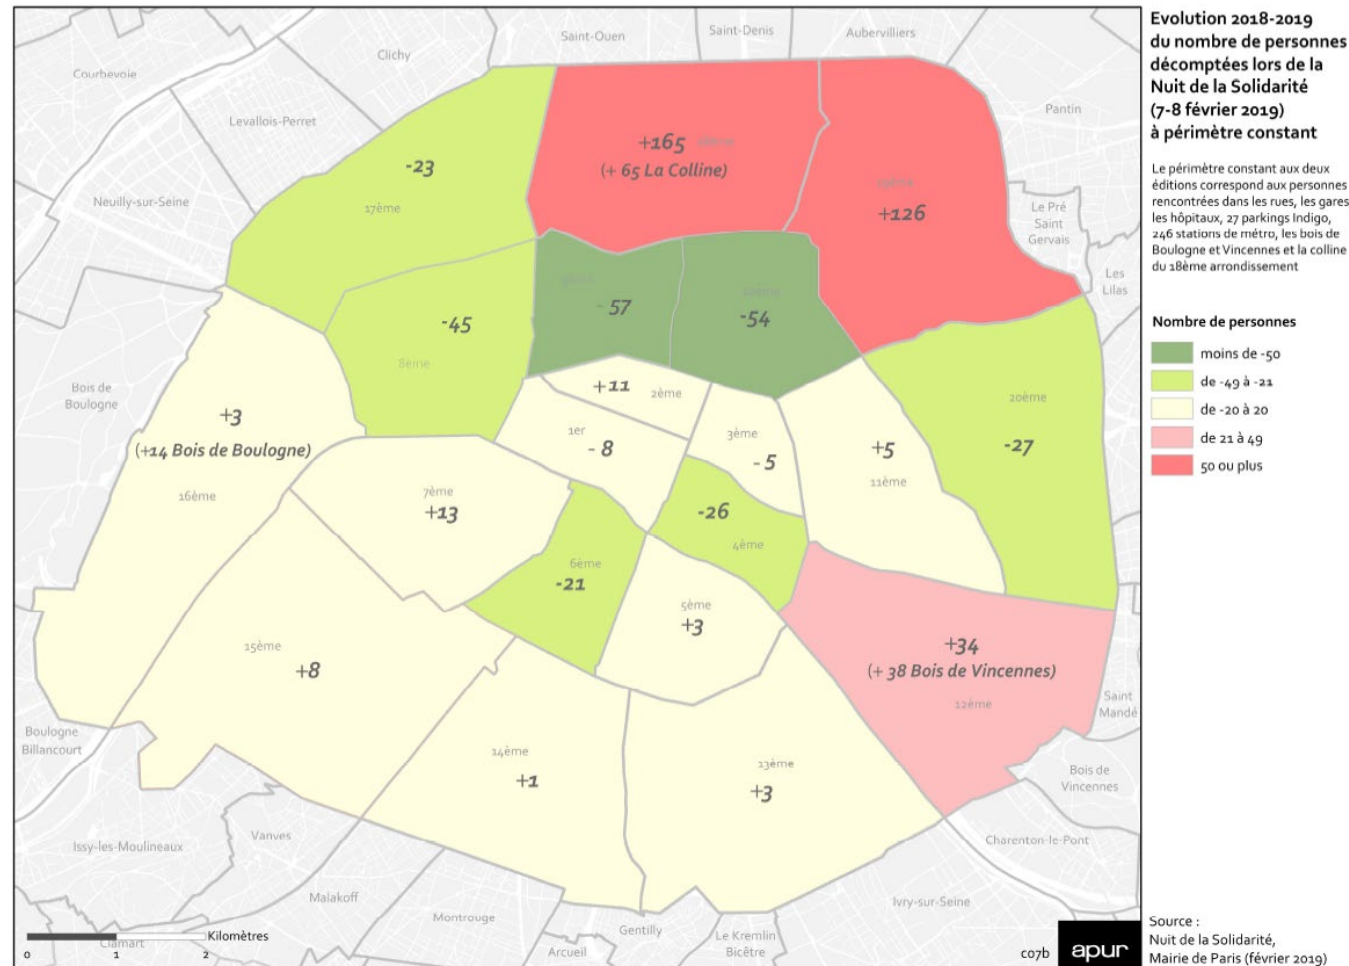 Evolution 2018-2019
du nombre de personnes
décomptées lors de la
Nuit de la Solidarité
(7-8 février 2019)
à périmètre constant
Le périmètre constant aux deux
éditions correspond aux personnes
rencontrées dans les rues, les gares
les hôpitaux, 27 parkings Indigo,
246 stations de métro, les bois de
Boulogne et Vincennes et la colline
du 18ème arrondissement
Nombre de personnes
moins de -50
de -49 à -21
de -20 à 20
de 21 à 49
50 ou plus
Source :
Nuit de la Solidarité,
Mairie de Paris (février 2019)
Saint-Ouen
Saint-Denis
Aubervilliers
Clichy
Courbevoie
Pantin
Levallois-Perret
+165
(+ 65 La Colline)
-23
19ème
+126
Neuilly-sur-Seine
17ème
Le Pré
Saint
Gervais
Les
Lilas
- 57
10ème
-54
-45
8ème
Bois de
Boulogne
+11
2ème
20ème
-27
+3
(+14 Bois de Boulogne)
16ème
1er
- 8
3ème
- 5
+5
11ème
7ème
+13
-26
4ème
6ème
-21
5ème
+3
15ème
+8
+34
(+ 38 Bois de Vincennes)
12ème
Saint
Mandé
Boulogne
Billancourt
14ème
+1
13ème
+3
Bois de
Vincennes
Issy-les-Moulineaux
Vanves
Charenton-le-Pont
Malakoff
Montrouge
Ivry-sur-Seine
Gentilly
Le Kremlin
Bicêtre
Arcueil
Clamart
Kilomètres
0 1 2
c07b
apur